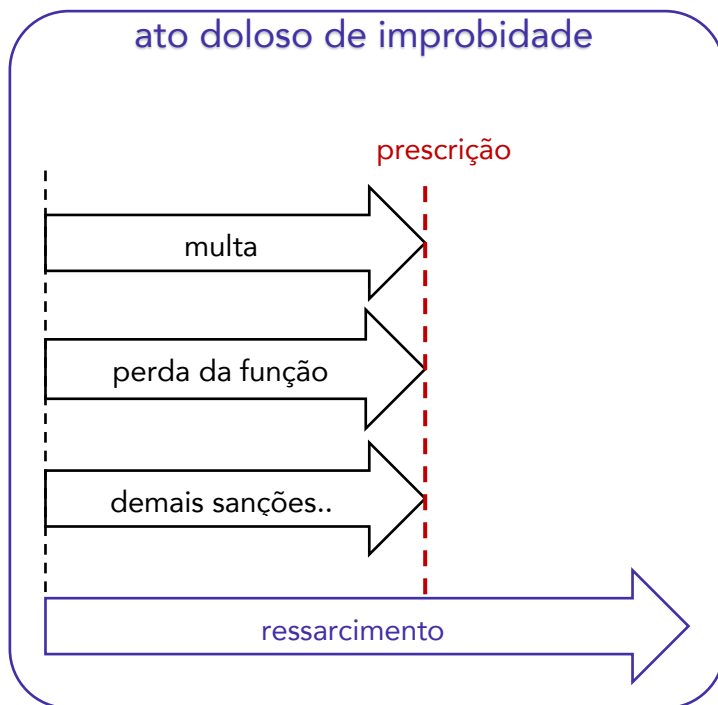 ato doloso de improbidade
prescrição
multa
perda da função
demais sanções..
ressarcimento